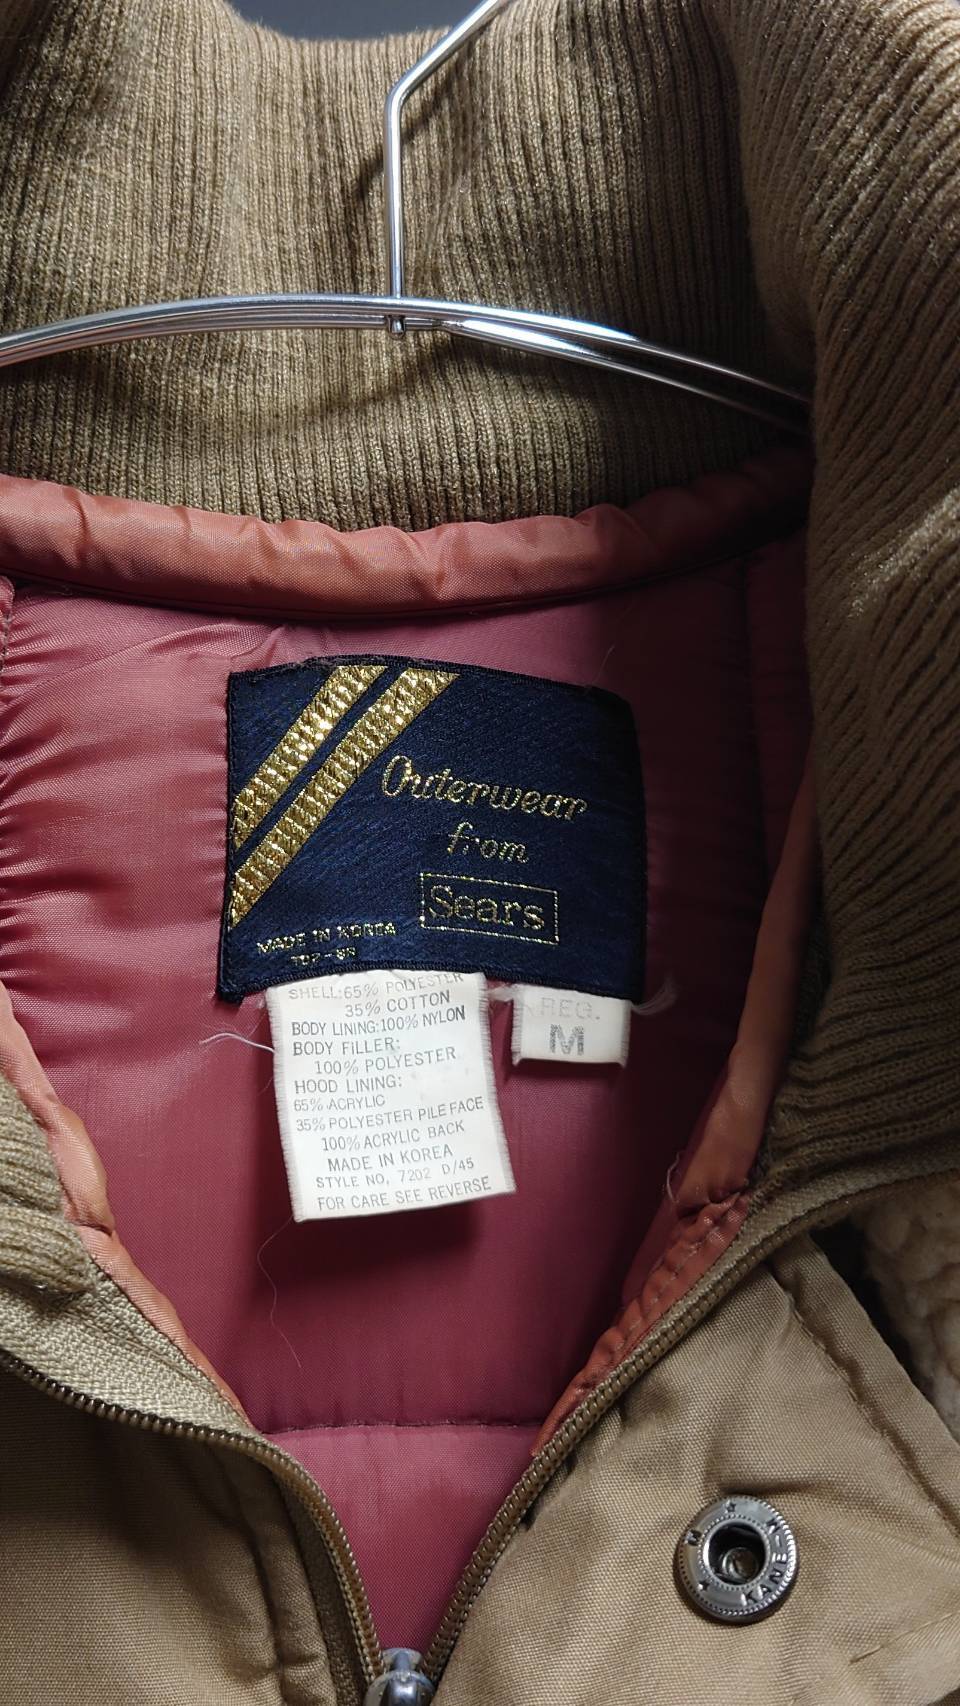 Outerwear
from
Sears
MADE IN KOREA
SHELL:65% POLYESTER
35% COTTON
BODY LINING:100% NYLON
BODY FILLER:
100% POLYESTER
HOOD LINING:
65% ACRYLIC
35% POLYESTER PILE FACE
100% ACRYLIC BACK
MADE IN KOREA
STYLE NO, 7202 D/45
FOR CARE SEE REVERSE
REG.
M